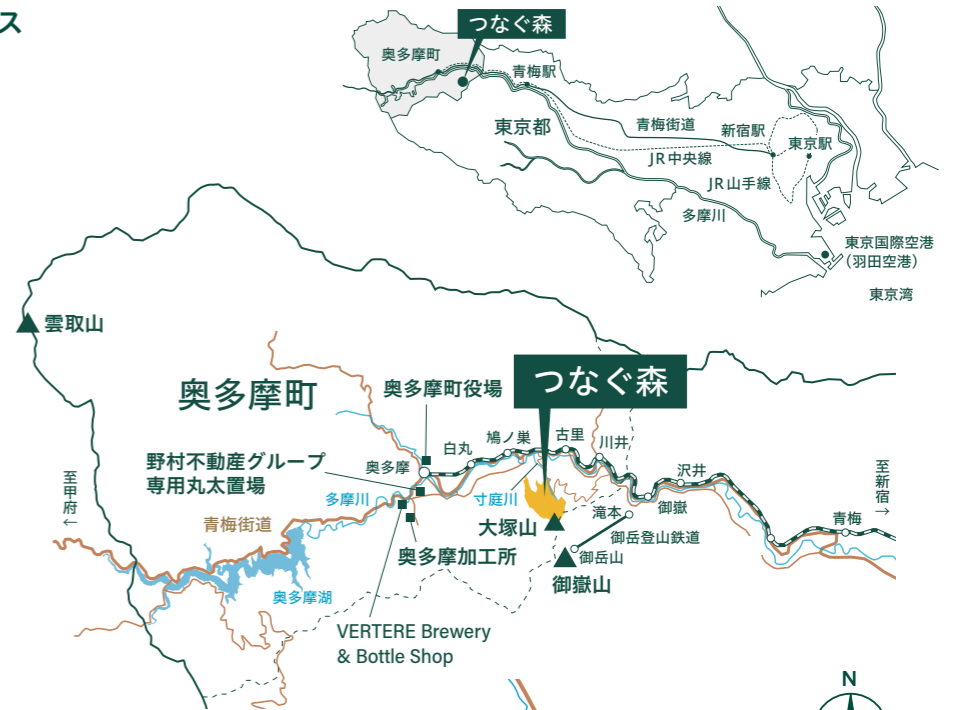 ス
つなぐ森
奥多摩町
青梅駅
東京都
青梅街道
新宿駅
東京駅
JR中央線
JR山手線
多摩川
東京国際空港
(羽田空港)
東京湾
雲取山
奥多摩町
奥多摩町役場
つなぐ森
野村不動産グループ
専用丸太置場
奥多摩
白丸
鳩ノ巣
古里
川井
沢井
御嶽
青梅
至新宿→
至甲府←
青梅街道
多摩川
寸庭川
大塚山
滝本
御岳登山鉄道
御岳山
御嶽山
奥多摩加工所
奥多摩湖
VERTERE Brewery
& Bottle Shop
N